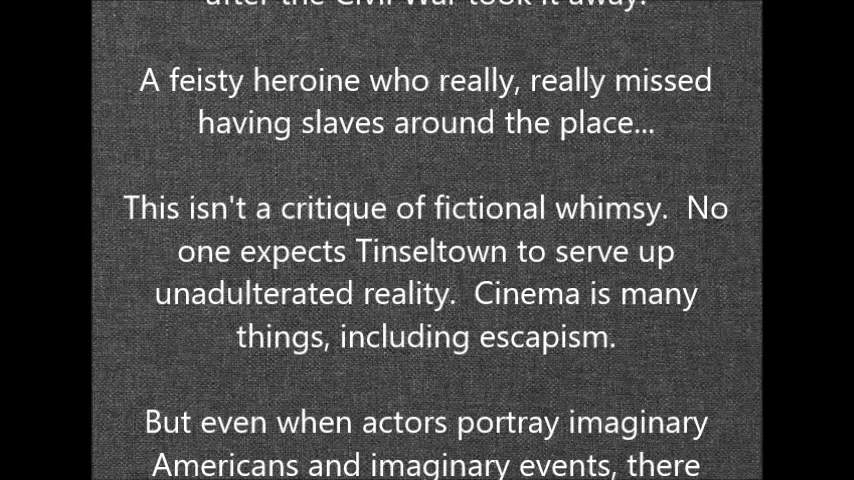 after the Civil War took it away.
A feisty heroine who really, really missed
having slaves around the place...
This isn't a critique of fictional whimsy.  No
one expects Tinseltown to serve up
unadulterated reality.  Cinema is many
things, including escapism.
But even when actors portray imaginary
Americans and imaginary events, there